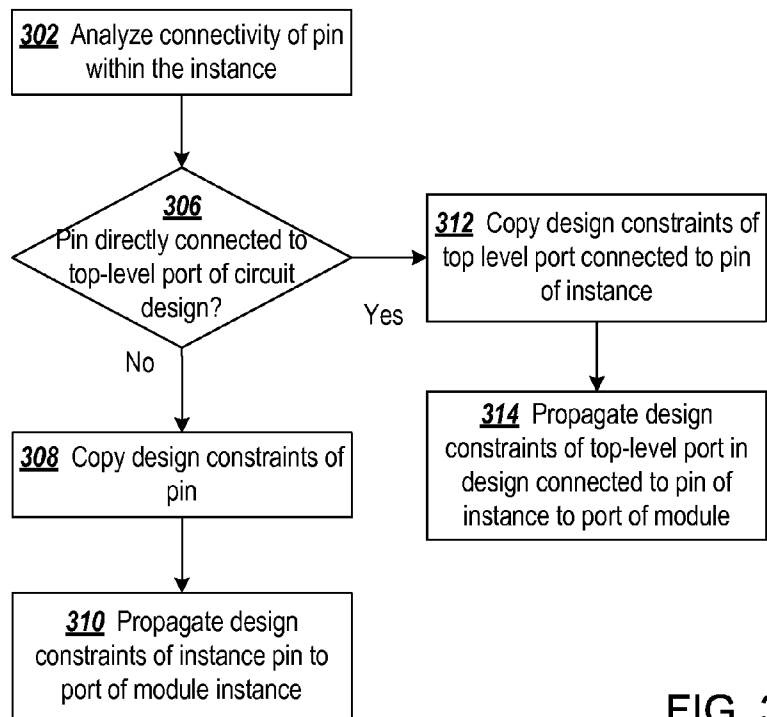 302 Analyze connectivity of pin
within the instance
306
Pin directly connected to
top-level port of circuit
design?
Yes
No
312 Copy design constraints of
top level port connected to pin
of instance
314 Propagate design
constraints of top-level port in
design connected to pin of
instance to port of module
308 Copy design constraints of
pin
310 Propagate design
constraints of instance pin to
port of module instance
FIG. 3